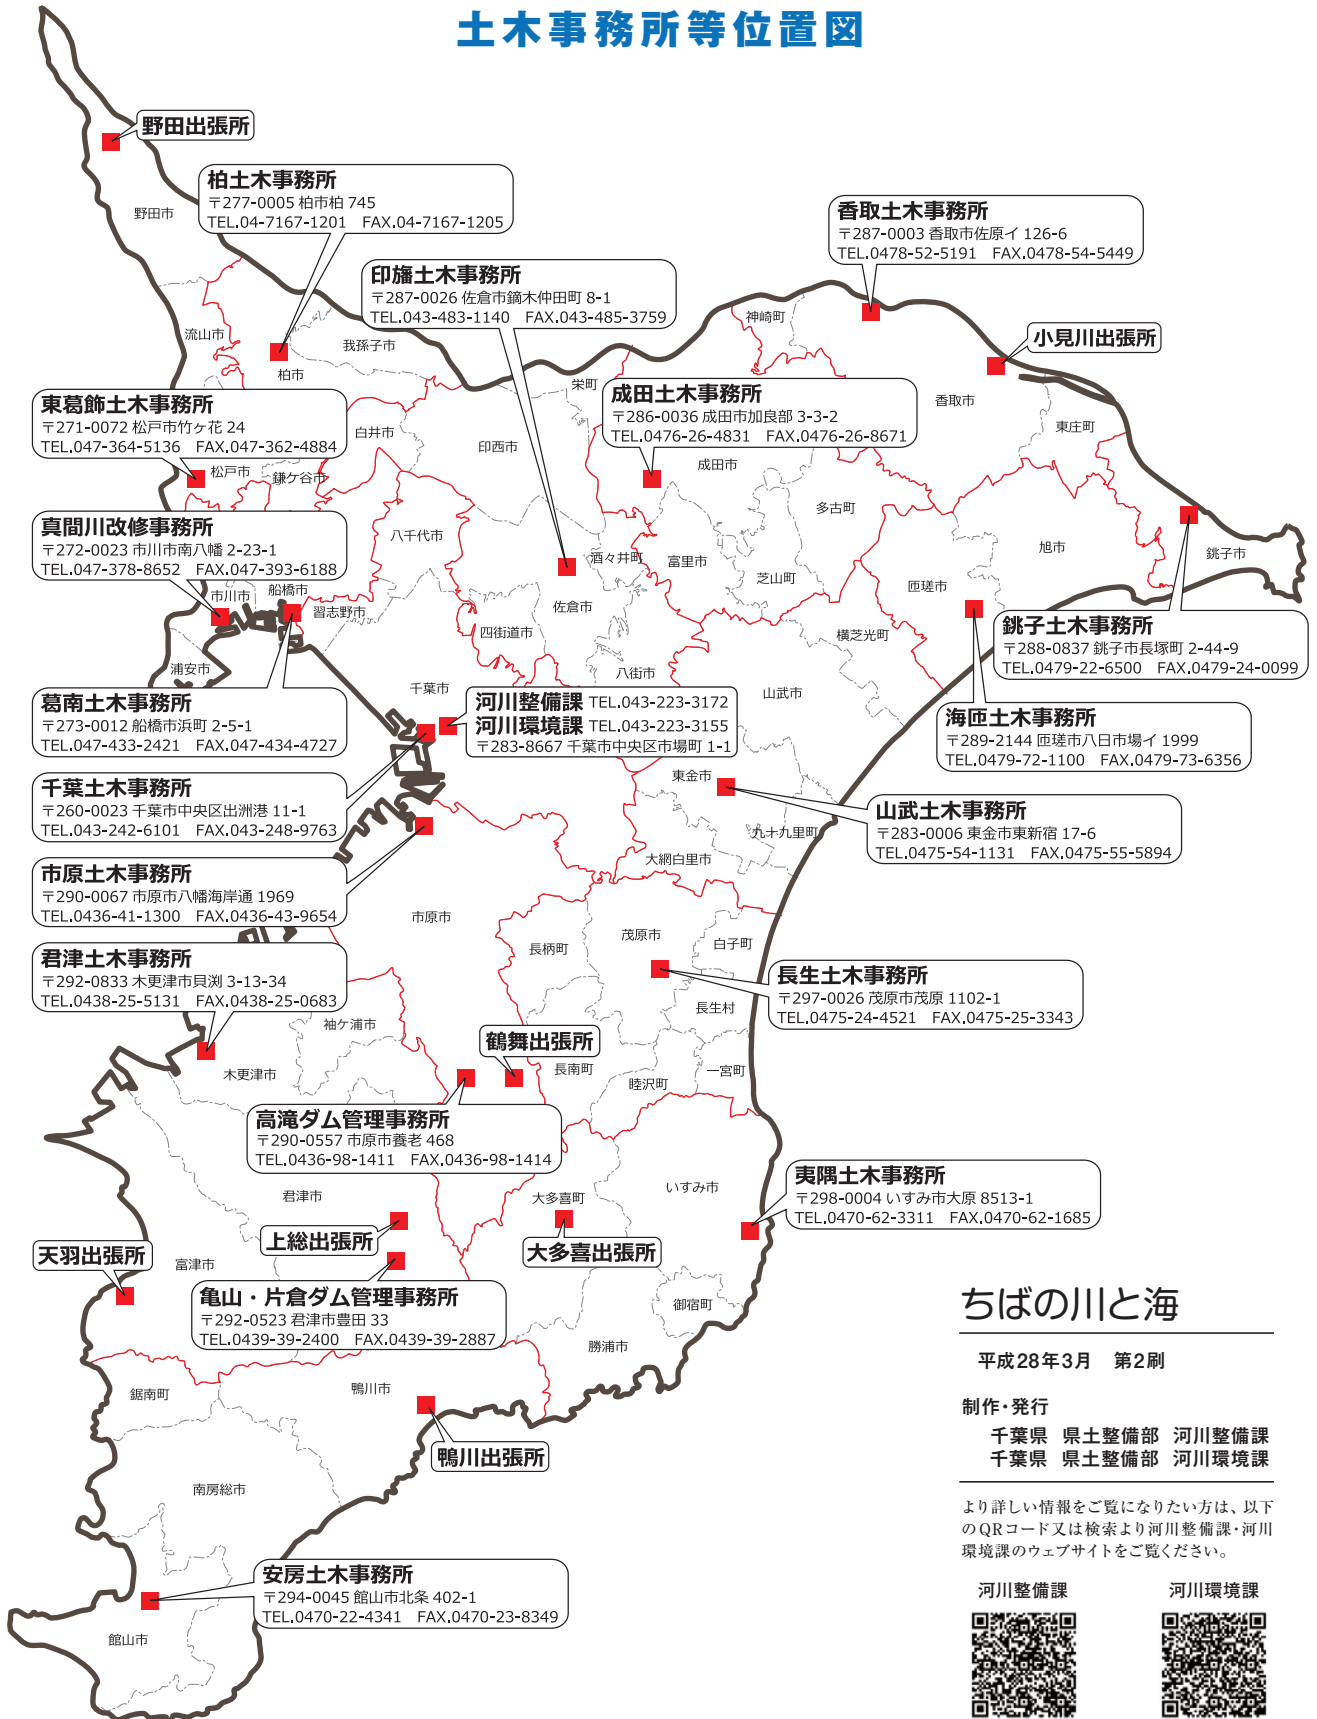 土木事務所等位置図
野田出張所
野田市
柏土木事務所
〒277-0005 柏市柏 745
TEL.04-7167-1201 FAX.04-7167-1205
香取土木事務所
〒287-0003 香取市佐原イ 126-6
TEL.0478-52-5191 FAX.0478-54-5449
印旛土木事務所
〒287-0026 佐倉市鏑木仲田町 8-1
TEL.043-483-1140 FAX.043-485-3759
神崎町
流山市
我孫子市
柏市
小見川出張所
栄町
成田土木事務所
〒286-0036 成田市加良部 3-3-2
TEL.0476-26-4831 FAX.0476-26-8671
香取市
東庄町
東葛飾土木事務所
〒271-0072 松戸市竹ヶ花 24
TEL.047-364-5136 FAX.047-362-4884
白井市
印西市
成田市
松戸市
鎌ケ谷市
多古町
真間川改修事務所
〒272-0023 市川市南八幡 2-23-1
TEL.047-378-8652 FAX.047-393-6188
八千代市
酒々井町
富里市
芝山町
旭市
銚子市
匝瑳市
市川市
船橋市
習志野市
佐倉市
四街道市
横芝光町
銚子土木事務所
〒288-0837 銚子市長塚町 2-44-9
TEL.0479-22-6500 FAX.0479-24-0099
浦安市
八街市
千葉市
山武市
葛南土木事務所
〒273-0012 船橋市浜町 2-5-1
TEL.047-433-2421 FAX.047-434-4727
河川整備課 TEL.043-223-3172
河川環境課 TEL.043-223-3155
〒283-8667 千葉市中央区市場町 1-1
海匝土木事務所
〒289-2144 匝瑳市八日市場イ 1999
TEL.0479-72-1100 FAX.0479-73-6356
千葉土木事務所
〒260-0023 千葉市中央区出洲港 11-1
TEL.043-242-6101 FAX.043-248-9763
東金市
山武土木事務所
〒283-0006 東金市東新宿 17-6
TEL.0475-54-1131 FAX.0475-55-5894
九十九里町
大網白里市
市原土木事務所
〒290-0067 市原市八幡海岸通 1969
TEL.0436-41-1300 FAX.0436-43-9654
市原市
茂原市
長柄町
白子町
君津土木事務所
〒292-0833 木更津市貝渕 3-13-34
TEL.0438-25-5131 FAX.0438-25-0683
長生土木事務所
〒297-0026 茂原市茂原 1102-1
TEL.0475-24-4521 FAX.0475-25-3343
長生村
袖ケ浦市
鶴舞出張所
木更津市
長南町
睦沢町
一宮町
高滝ダム管理事務所
〒290-0557 市原市養老 468
TEL.0436-98-1411 FAX.0436-98-1414
夷隅土木事務所
〒298-0004 いすみ市大原 8513-1
TEL.0470-62-3311 FAX.0470-62-1685
いすみ市
君津市
大多喜町
上総出張所
大多喜出張所
天羽出張所
富津市
亀山・片倉ダム管理事務所
〒292-0523 君津市豊田 33
TEL.0439-39-2400 FAX.0439-39-2887
御宿町
勝浦市
鋸南町
鴨川市
鴨川出張所
南房総市
安房土木事務所
〒294-0045 館山市北条 402-1
TEL.0470-22-4341 FAX.0470-23-8349
館山市
ちばの川と海
平成28年3月 第2刷
制作・発行
千葉県 県土整備部 河川整備課
千葉県 県土整備部 河川環境課
より詳しい情報をご覧になりたい方は、以下
のQRコード又は検索より河川整備課・河川
環境課のウェブサイトをご覧ください。
河川整備課
河川環境課